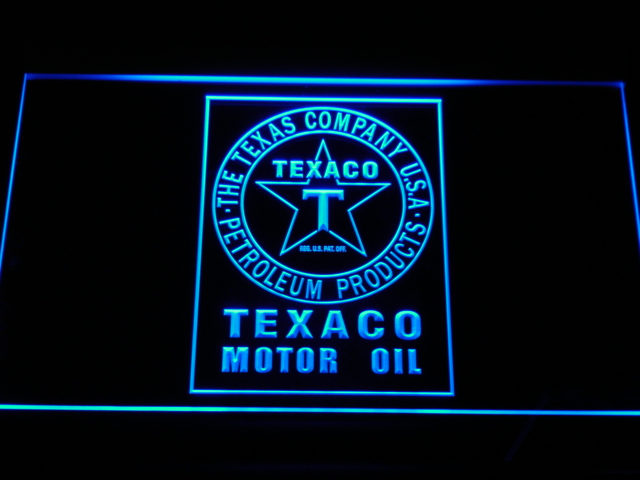 ·THE TEXAS COMPANY U.S.A·
PETROLEUM PRODUCTS
TEXACO
T
REG. U.S. PAT. OFF.
TEXACO
MOTOR OIL